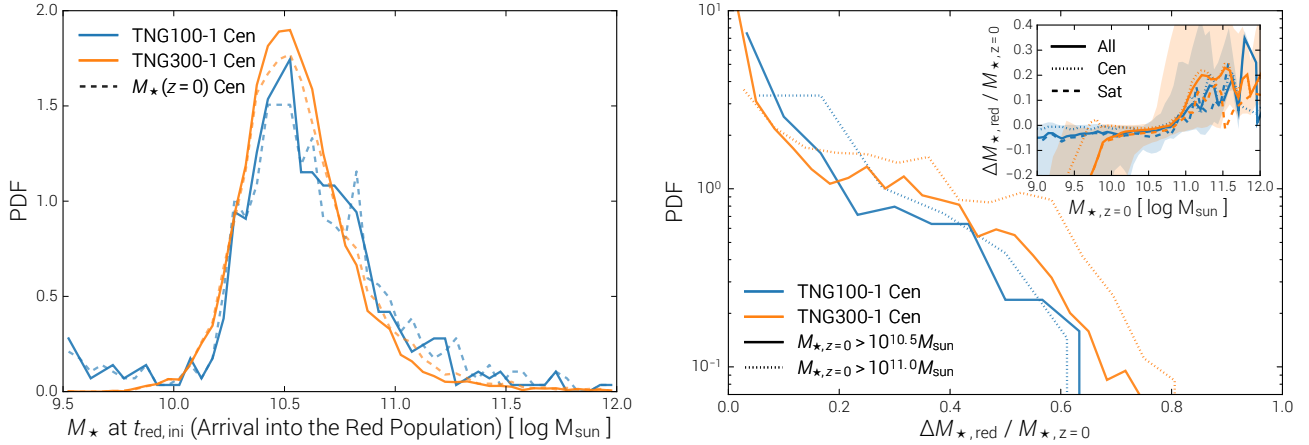 2.0
1.5
1.0
0.5
0.0
PDF
TNG100-1 Cen
TNG300-1 Cen
M⋆(z=0) Cen
9.5 10.0 10.5 11.0 11.5 12.0
M⋆ at t_red,ini (Arrival into the Red Population) [ log M_sun ]
10¹
10⁰
10⁻¹
PDF
TNG100-1 Cen
TNG300-1 Cen
M⋆,z=0 > 10^10.5 M_sun
M⋆,z=0 > 10^11.0 M_sun
0.0 0.2 0.4 0.6 0.8 1.0
ΔM⋆,red / M⋆,z=0
0.4
0.3
0.2
0.1
0.0
−0.1
−0.2
ΔM⋆,red / M⋆,z=0
All
Cen
Sat
9.0 9.5 10.0 10.5 11.0 11.5 12.0
M⋆,z=0 [ log M_sun ]